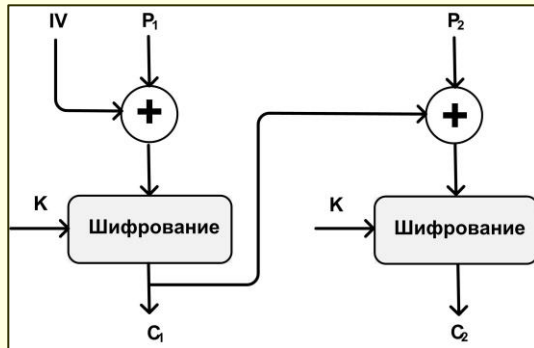 IV P₁ P₂
+ +
K Шифрование K Шифрование
C₁ C₂